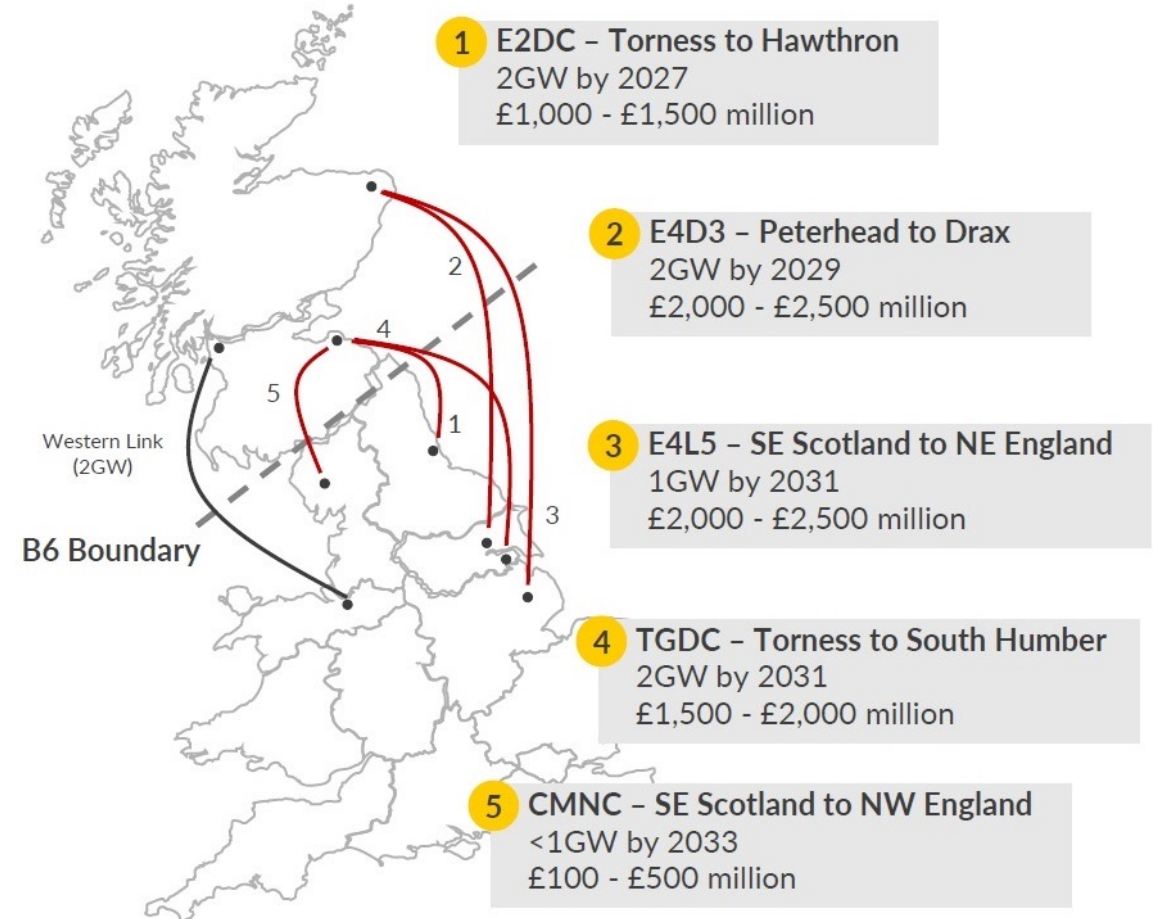 1
E2DC – Torness to Hawthron
2GW by 2027
£1,000 - £1,500 million
2
E4D3 – Peterhead to Drax
2GW by 2029
£2,000 - £2,500 million
2
4
5
1
Western Link
(2GW)
3
E4L5 – SE Scotland to NE England
1GW by 2031
£2,000 - £2,500 million
3
B6 Boundary
4
TGDC – Torness to South Humber
2GW by 2031
£1,500 - £2,000 million
5
CMNC – SE Scotland to NW England
<1GW by 2033
£100 - £500 million